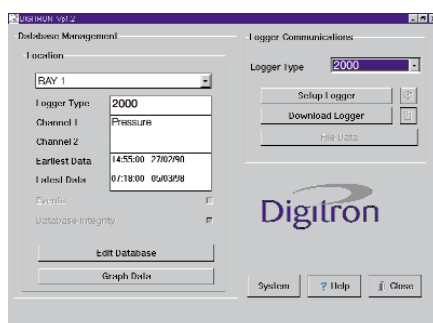 DIGITRON Vp1.2
Database Management
Location
BAY 1
Logger Type 2000
Channel 1 Pressure
Channel 2
Earliest Data 14:55:00 27/02/98
Latest Data 07:18:00 05/03/98
Events
Database Integrity
Edit Database
Graph Data
Logger Communications
Logger Type 2000
Setup Logger
Download Logger
File Data
Digitron
System
? Help
Close